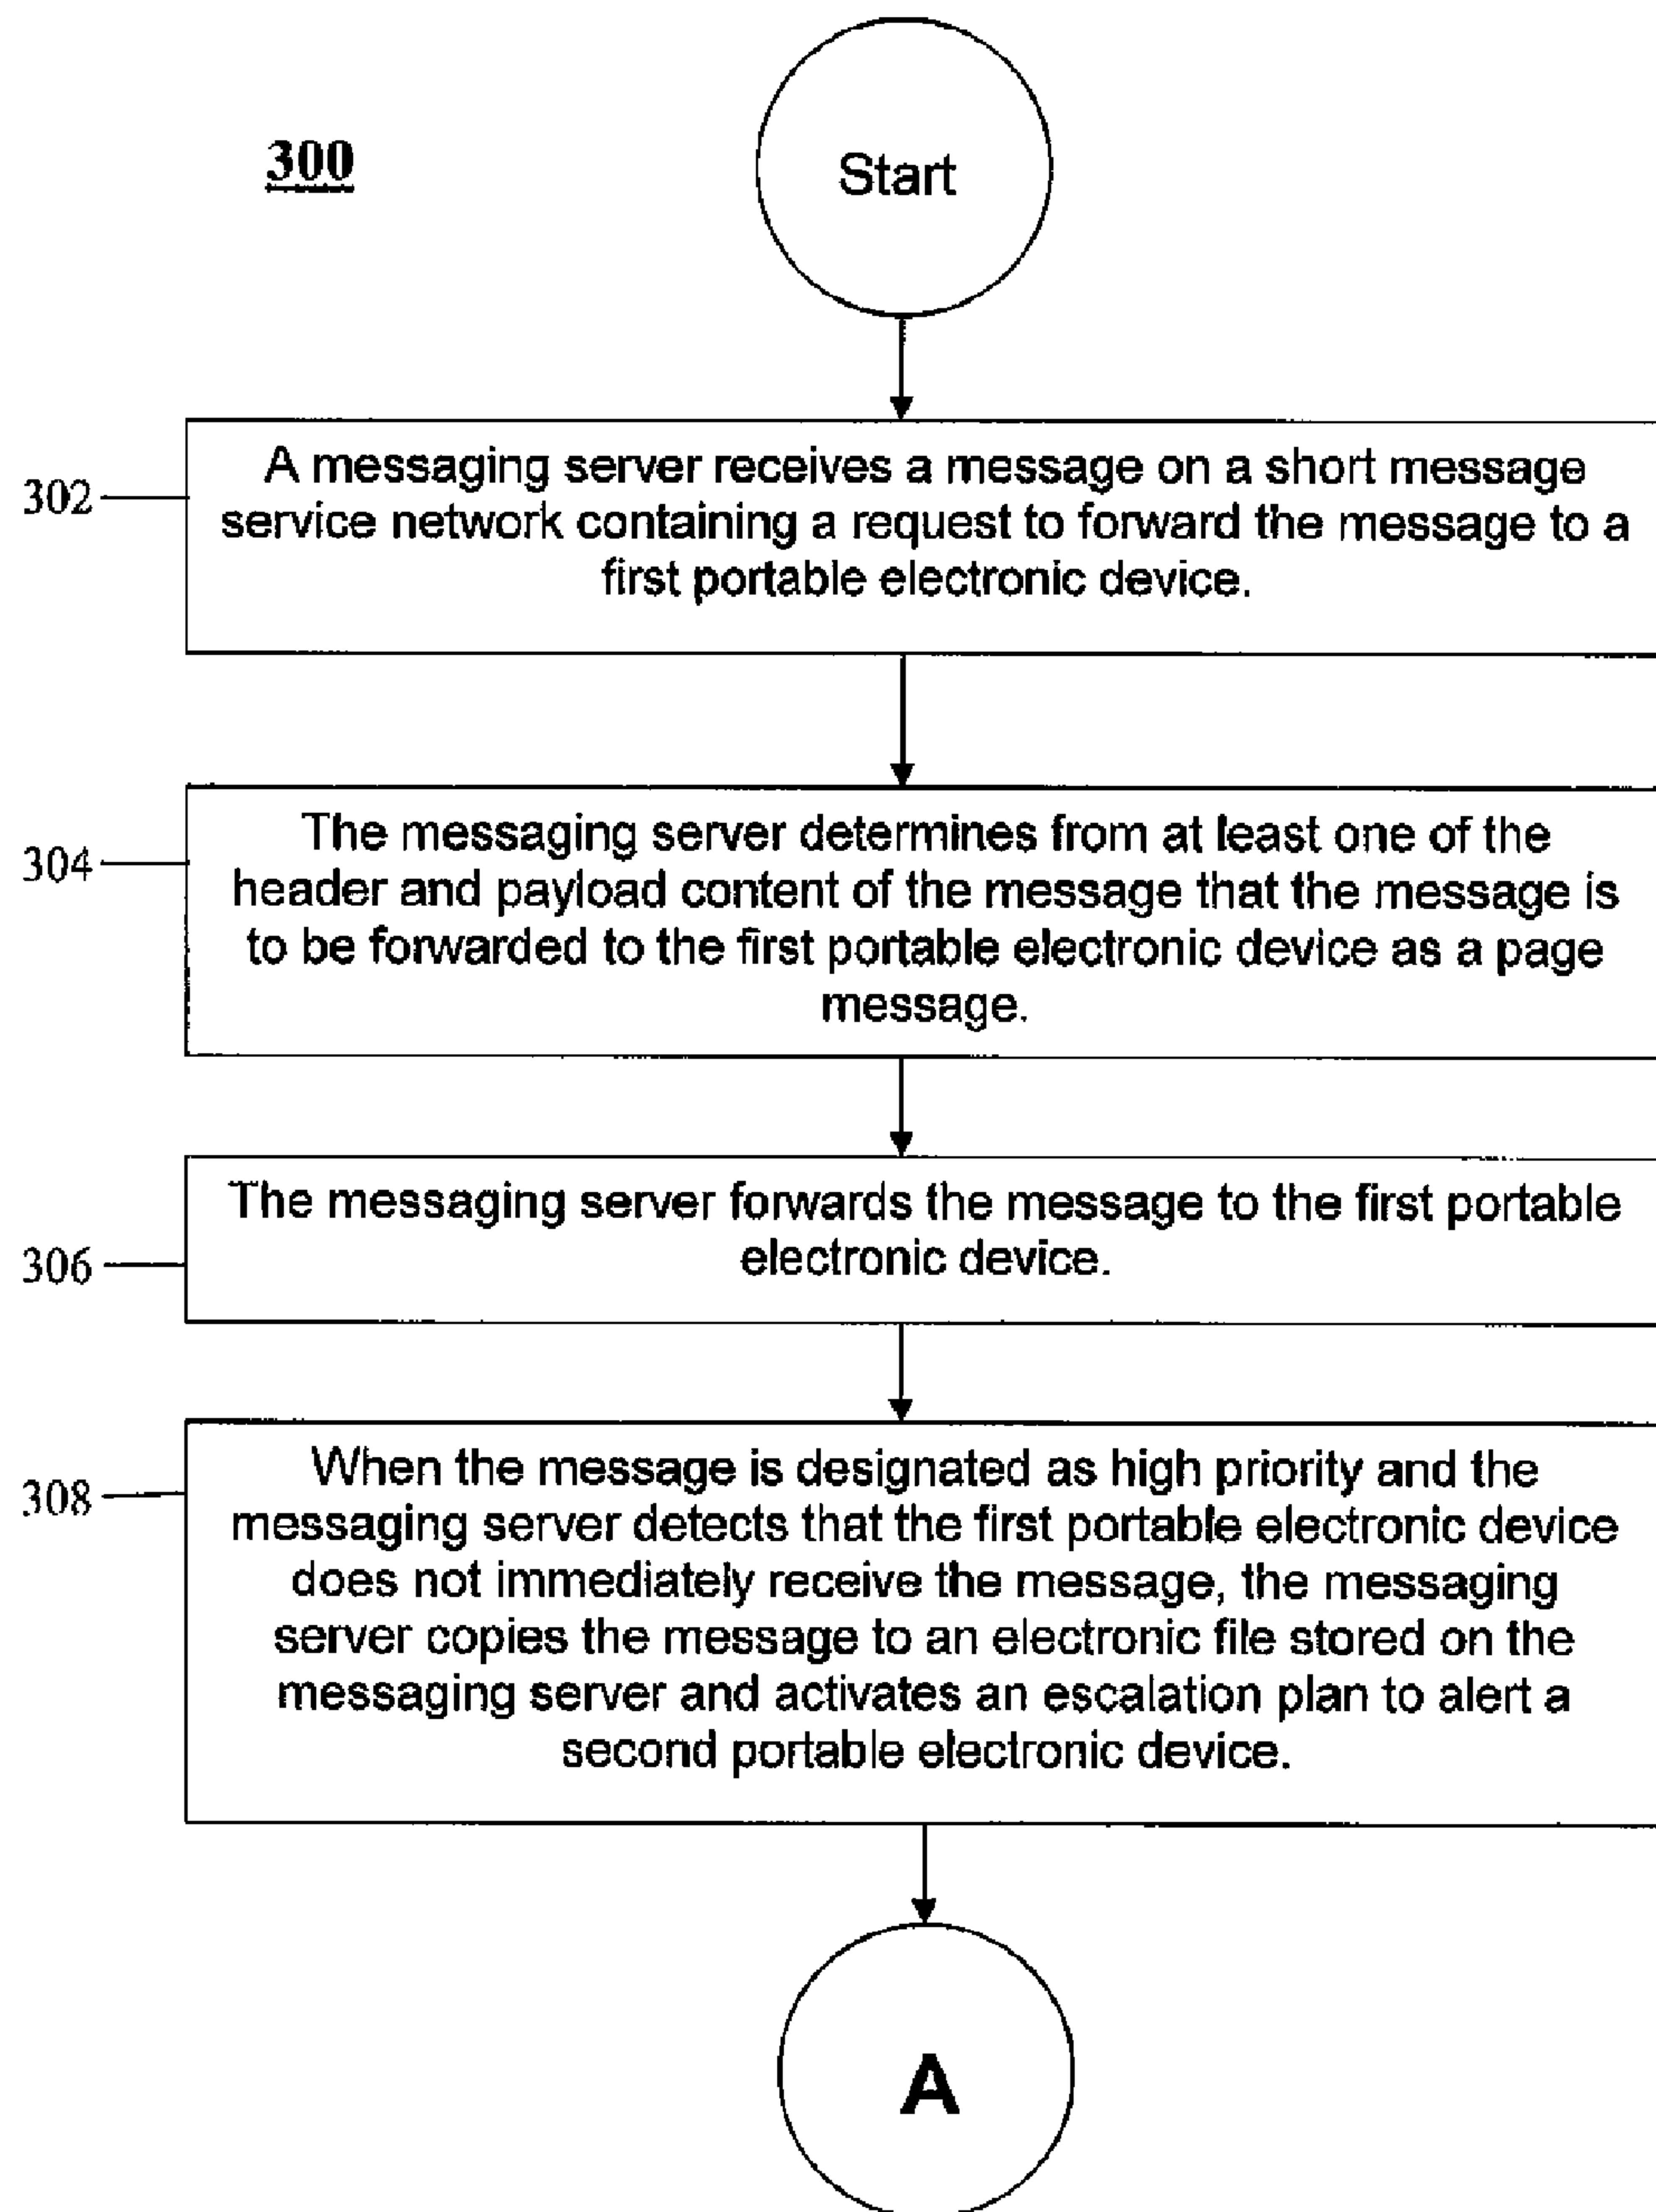 300
Start
302
A messaging server receives a message on a short message
service network containing a request to forward the message to a
first portable electronic device.
304
The messaging server determines from at least one of the
header and payload content of the message that the message is
to be forwarded to the first portable electronic device as a page
message.
306
The messaging server forwards the message to the first portable
electronic device.
308
When the message is designated as high priority and the
messaging server detects that the first portable electronic device
does not immediately receive the message, the messaging
server copies the message to an electronic file stored on the
messaging server and activates an escalation plan to alert a
second portable electronic device.
A